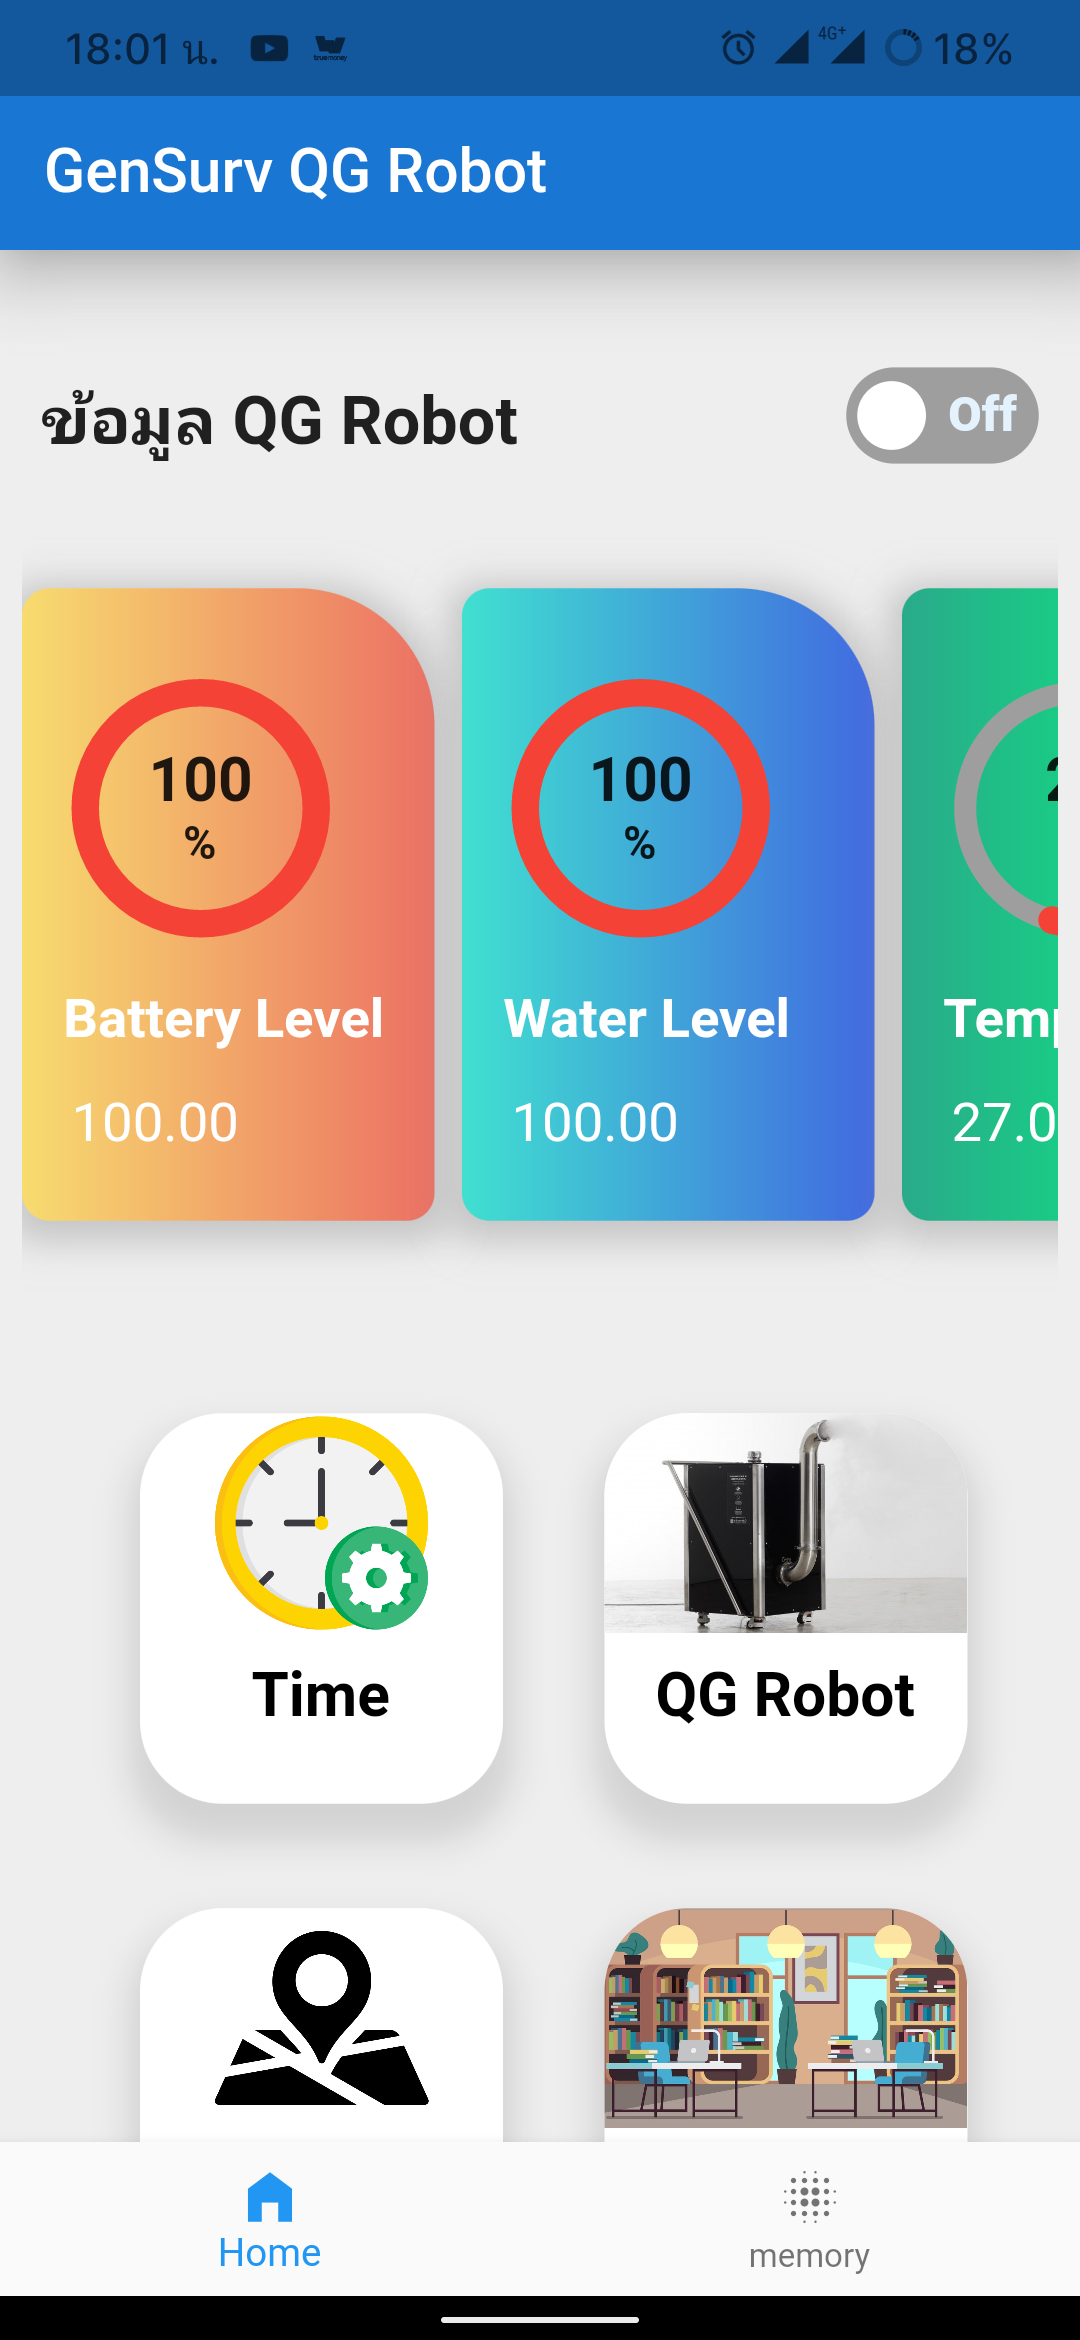 18:01 น.
truemoney
4G+
18%
GenSurv QG Robot
ข้อมูล QG Robot
Off
100
%
100
%
2
Battery Level
Water Level
Temp
100.00
100.00
27.0
Time
QG Robot
Home
memory